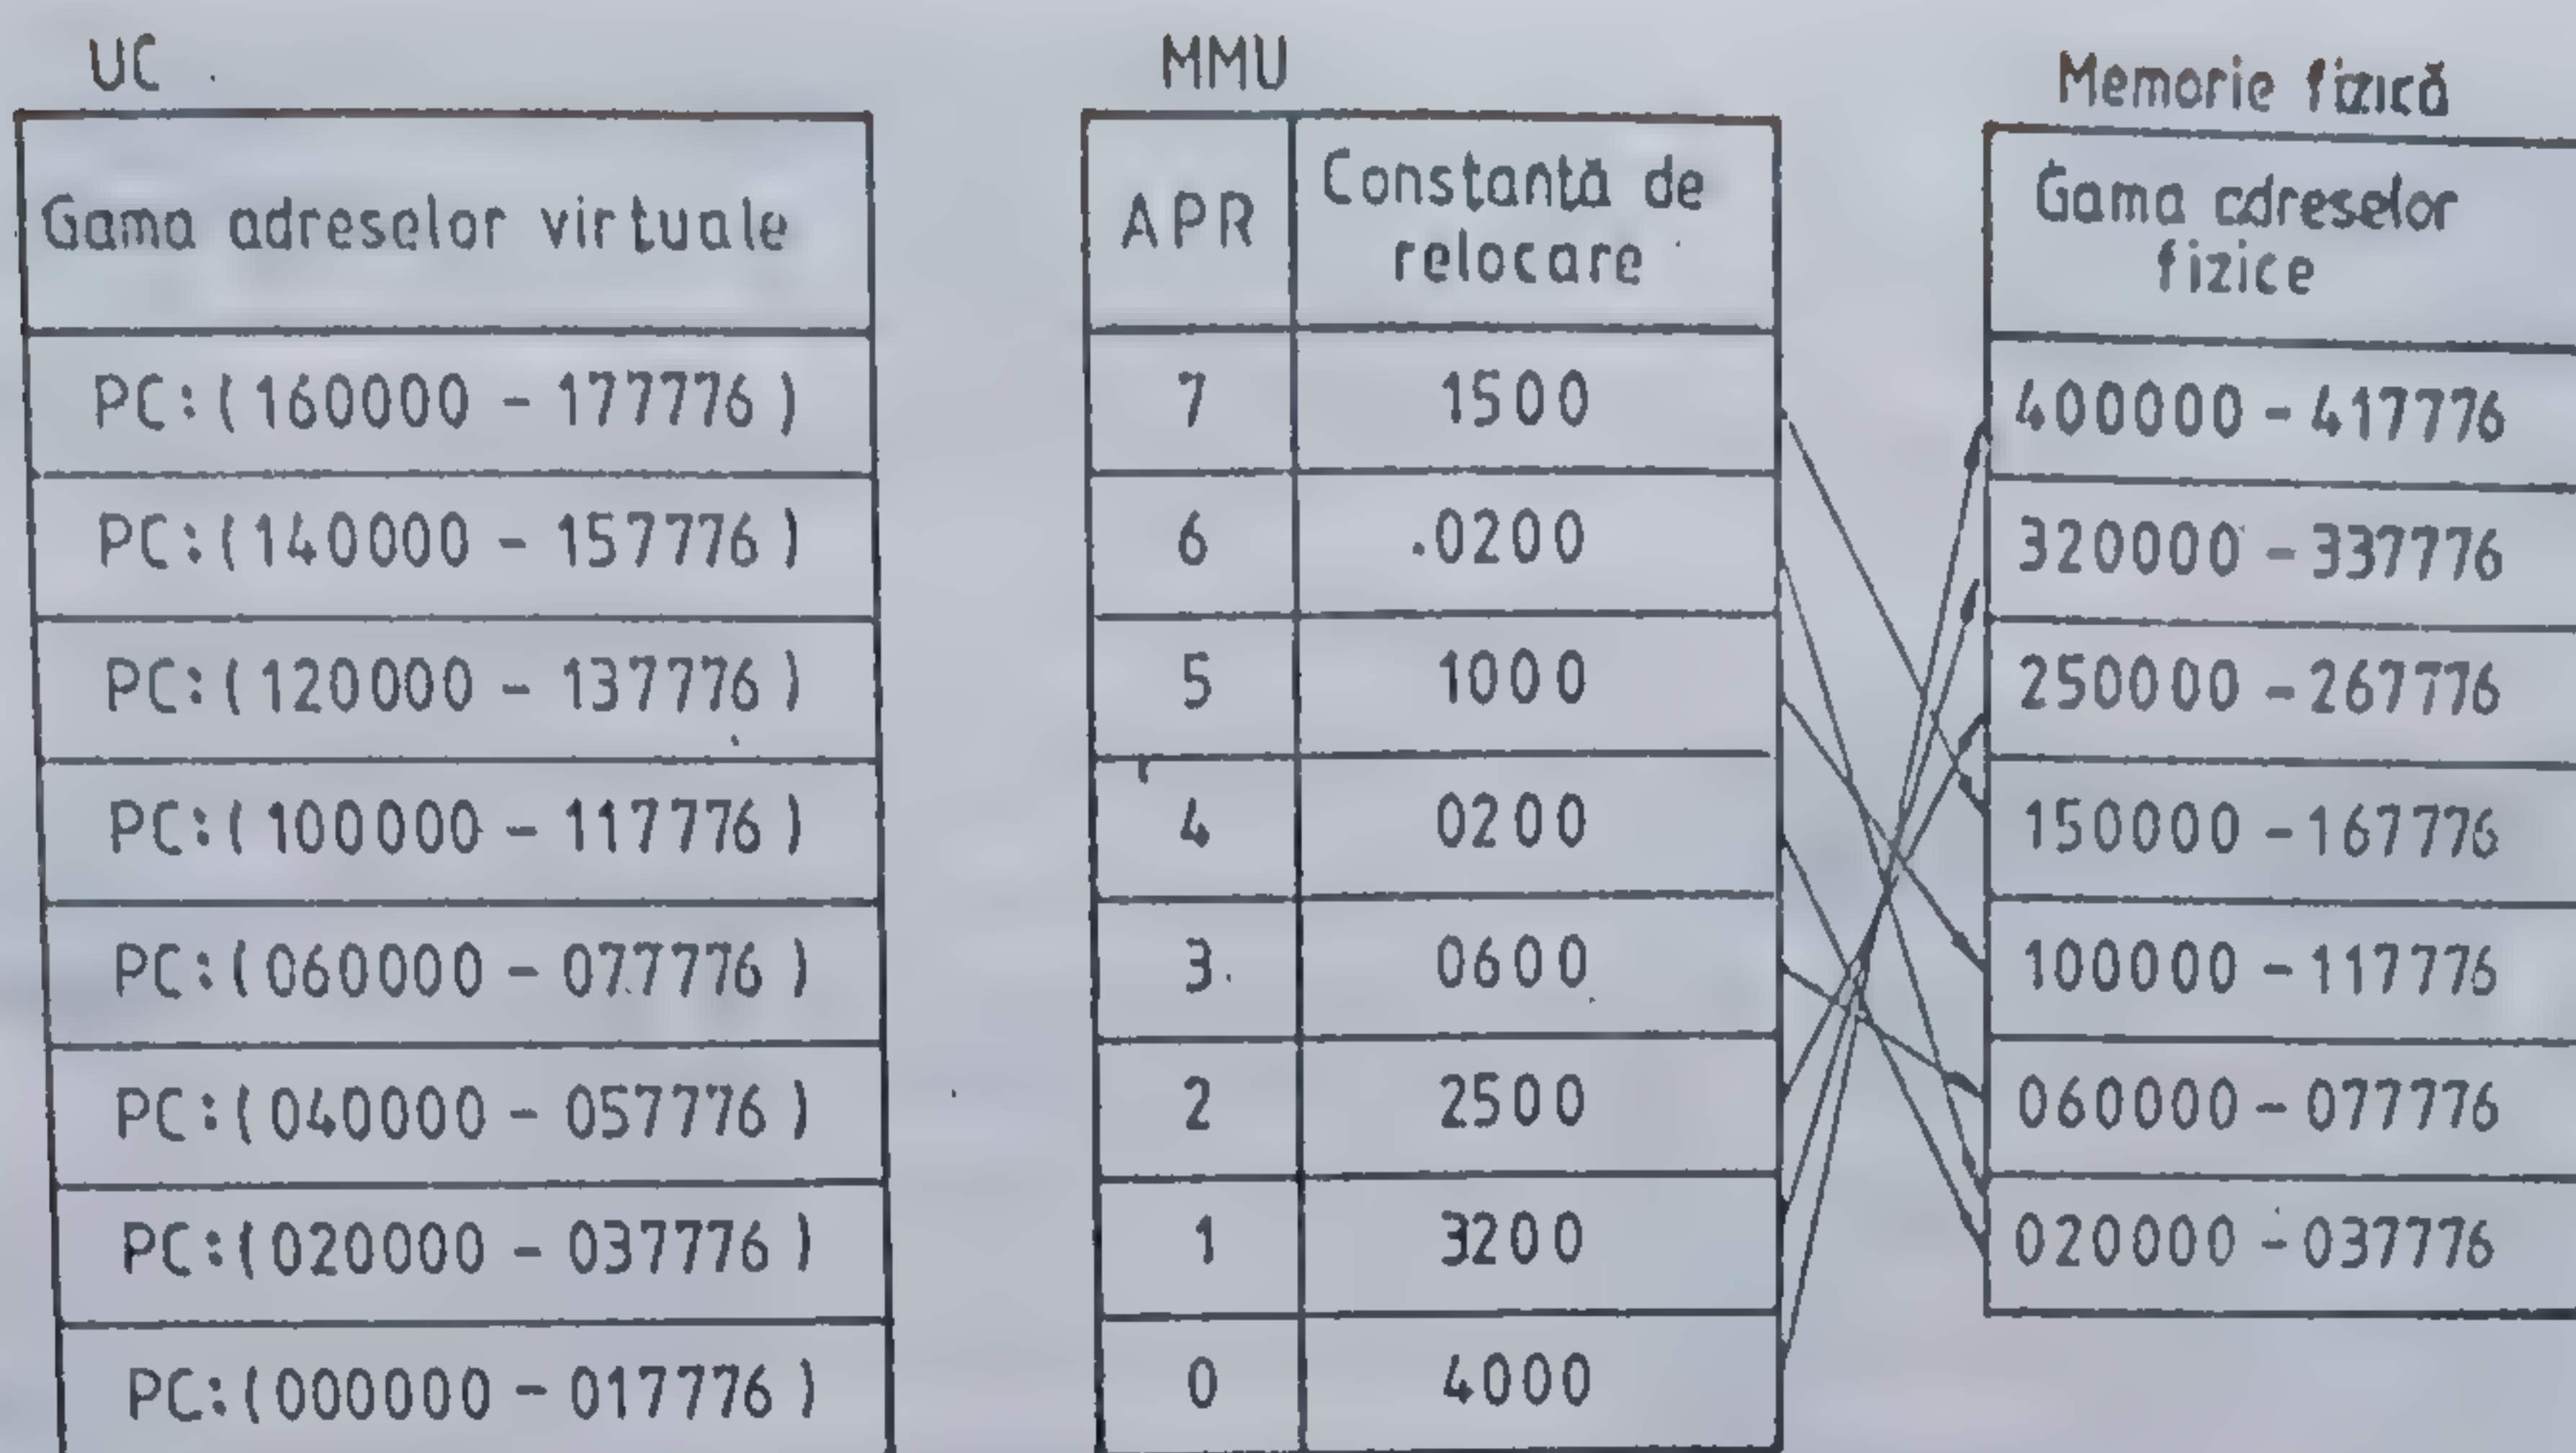 UC
Gama adreselor virtuale
PC:(160000 - 177776)
PC:(140000 - 157776)
PC:(120000 - 137776)
PC:(100000 - 117776)
PC:(060000 - 077776)
PC:(040000 - 057776)
PC:(020000 - 037776)
PC:(000000 - 017776)
MMU
APR
Constantă de
relocare
7 1500
6 .0200
5 1000
4 0200
3 0600
2 2500
1 3200
0 4000
Memorie fizică
Gama adreselor
fizice
400000 - 417776
320000 - 337776
250000 - 267776
150000 - 167776
100000 - 117776
060000 - 077776
020000 - 037776